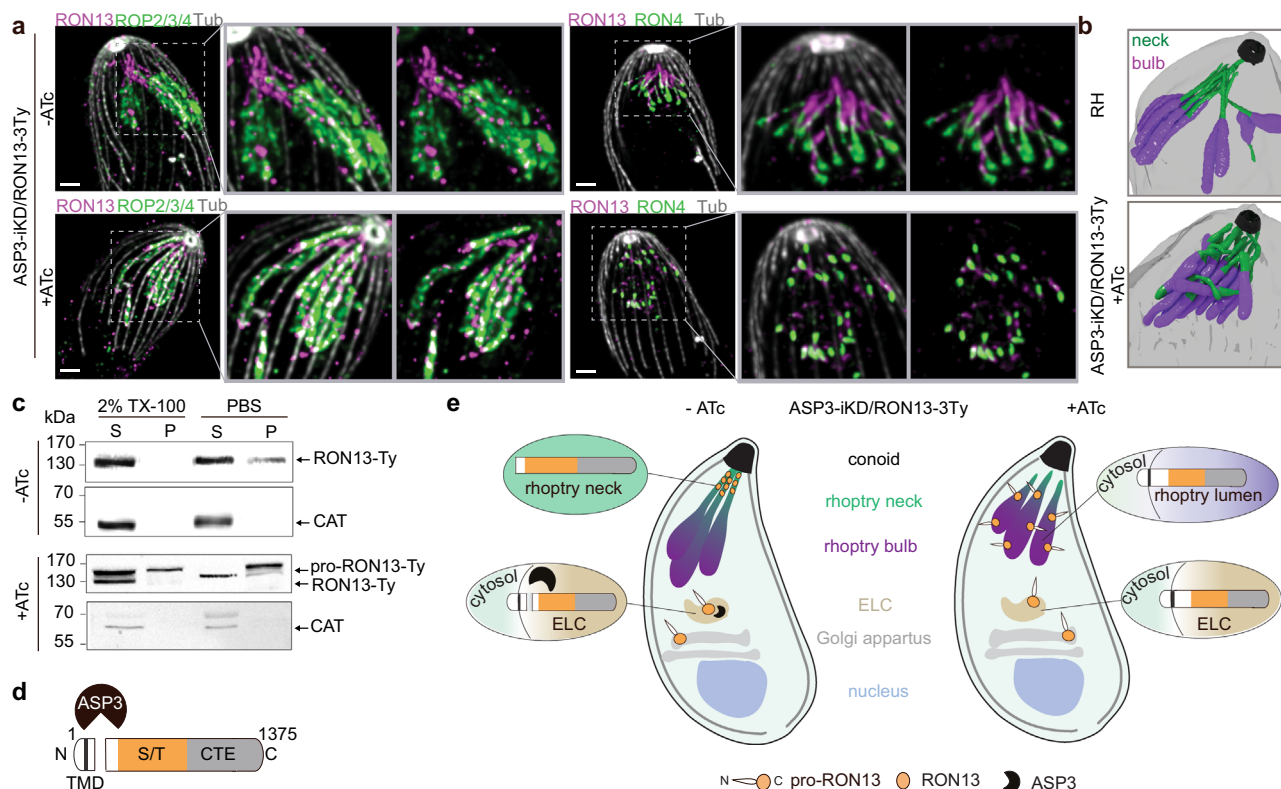 a
RON13 ROP2/3/4 Tub
RON13 RON4 Tub
ASP3-iKD/RON13-3Ty
-ATc
RON13 ROP2/3/4 Tub
RON13 RON4 Tub
+ATc
b
neck
bulb
RH
ASP3-iKD/RON13-3Ty
+ATc
c
2% TX-100 PBS
kDa S P S P
-ATc
170
130
RON13-Ty
70
55
CAT
+ATc
170
130
pro-RON13-Ty
RON13-Ty
70
55
CAT
d
ASP3
1 1375
N S/T CTE C
TMD
e
- ATc ASP3-iKD/RON13-3Ty +ATc
rhoptry neck
cytosol
ELC
conoid
rhoptry neck
rhoptry bulb
ELC
Golgi appartus
nucleus
cytosol
rhoptry lumen
cytosol
ELC
N C pro-RON13 RON13 ASP3